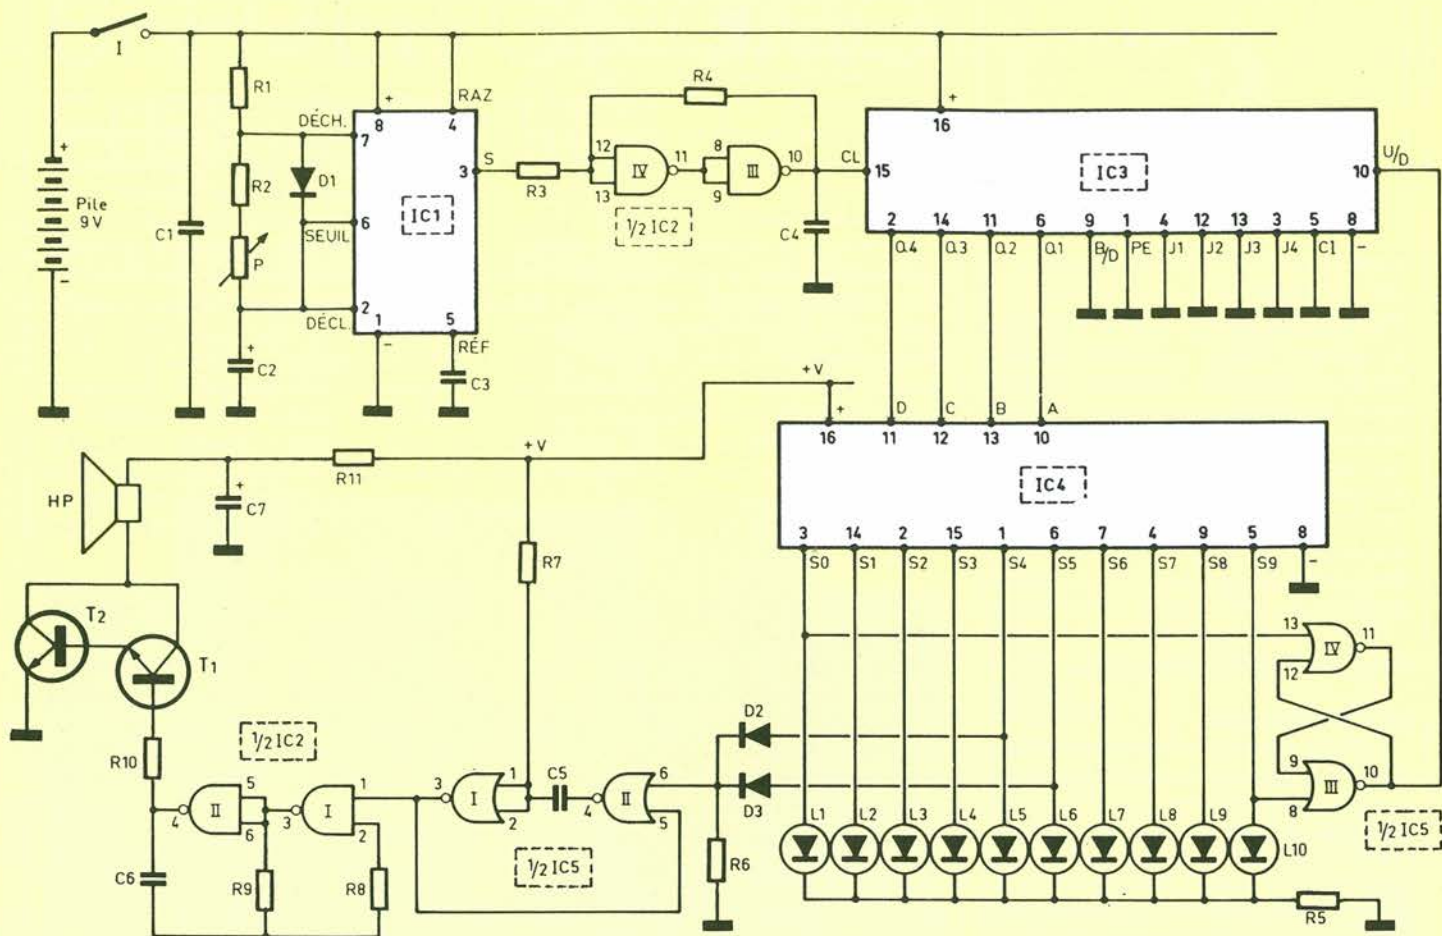 I
+
Pile
9 V
-
C1
R1
R2
P
D1
+
C2
DÉCH.
7
6
SEUIL
2
DÉCL.
+
8
RAZ
4
3
S
IC1
1
-
5
RÉF
C3
R3
R4
12
13
IV
11
8
9
III
10
1/2 IC2
CL
C4
+
16
15
IC3
U/D
10
2
14
11
6
9
1
4
12
13
3
5
8
Q4
Q3
Q2
Q1
B/D
PE
J1
J2
J3
J4
CI
-
+V
+
D
C
B
A
16
11
12
13
10
IC4
3
14
2
15
1
6
7
4
9
5
8
S0
S1
S2
S3
S4
S5
S6
S7
S8
S9
-
HP
+
C7
R11
+V
R7
T2
T1
R10
1/2 IC2
4
II
5
6
3
I
1
2
C6
R9
R8
3
I
1
2
C5
4
II
6
5
1/2 IC5
D2
D3
R6
L1
L2
L3
L4
L5
L6
L7
L8
L9
L10
R5
13
12
IV
11
9
8
III
10
1/2 IC5